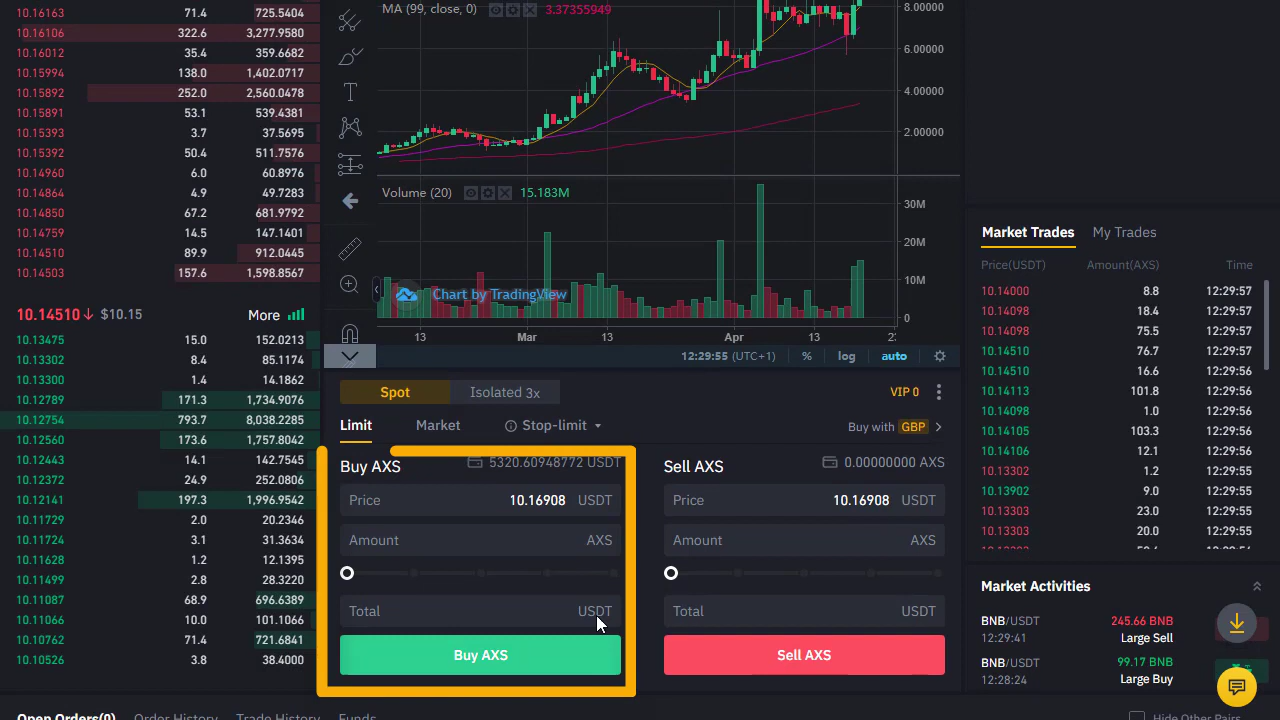 10.16163 71.4 725.5404
10.16106 322.6 3,277.9580
10.16012 35.4 359.6682
10.15994 138.0 1,402.0717
10.15892 252.0 2,560.0478
10.15891 53.1 539.4381
10.15393 3.7 37.5695
10.15392 50.4 511.7576
10.14960 6.0 60.8976
10.14864 4.9 49.7283
10.14850 67.2 681.9792
10.14759 14.5 147.1401
10.14510 89.9 912.0445
10.14503 157.6 1,598.8567
10.14510↓ $10.15 More
10.13475 15.0 152.0213
10.13302 8.4 85.1174
10.13300 1.4 14.1862
10.12789 171.3 1,734.9076
10.12754 793.7 8,038.2285
10.12560 173.6 1,757.8042
10.12443 14.1 142.7545
10.12372 24.9 252.0806
10.12141 197.3 1,996.9542
10.11729 2.0 20.2346
10.11724 3.1 31.3634
10.11628 1.2 12.1395
10.11499 2.8 28.3220
10.11087 68.9 696.6389
10.11066 10.0 101.1066
10.10762 71.4 721.6841
10.10526 3.8 38.4000
Open Orders(0) Order History Trade History Funds
MA (99, close, 0) 3.37355949
8.00000
6.00000
4.00000
2.00000
Volume (20) 15.183M
30M
20M
10M
0
Chart by TradingView
13 Mar 13 Apr 13
12:29:55 (UTC+1) % log auto
Spot Isolated 3x VIP 0
Limit Market Stop-limit Buy with GBP
Buy AXS 5320.60948772 USDT
Price 10.16908 USDT
Amount AXS
Total USDT
Buy AXS
Sell AXS 0.00000000 AXS
Price 10.16908 USDT
Amount AXS
Total USDT
Sell AXS
Market Trades My Trades
Price(USDT) Amount(AXS) Time
10.14000 8.8 12:29:57
10.14098 18.4 12:29:57
10.14098 75.5 12:29:57
10.14510 76.7 12:29:57
10.14510 16.6 12:29:57
10.14113 101.8 12:29:57
10.14098 1.0 12:29:57
10.14105 103.3 12:29:57
10.14106 12.1 12:29:57
10.13302 1.2 12:29:55
10.13902 9.0 12:29:55
10.13303 23.0 12:29:55
10.13303 20.0 12:29:55
Market Activities
BNB/USDT 245.66 BNB
12:29:41 Large Sell
BNB/USDT 99.17 BNB
12:28:24 Large Buy
Hide Other Pairs